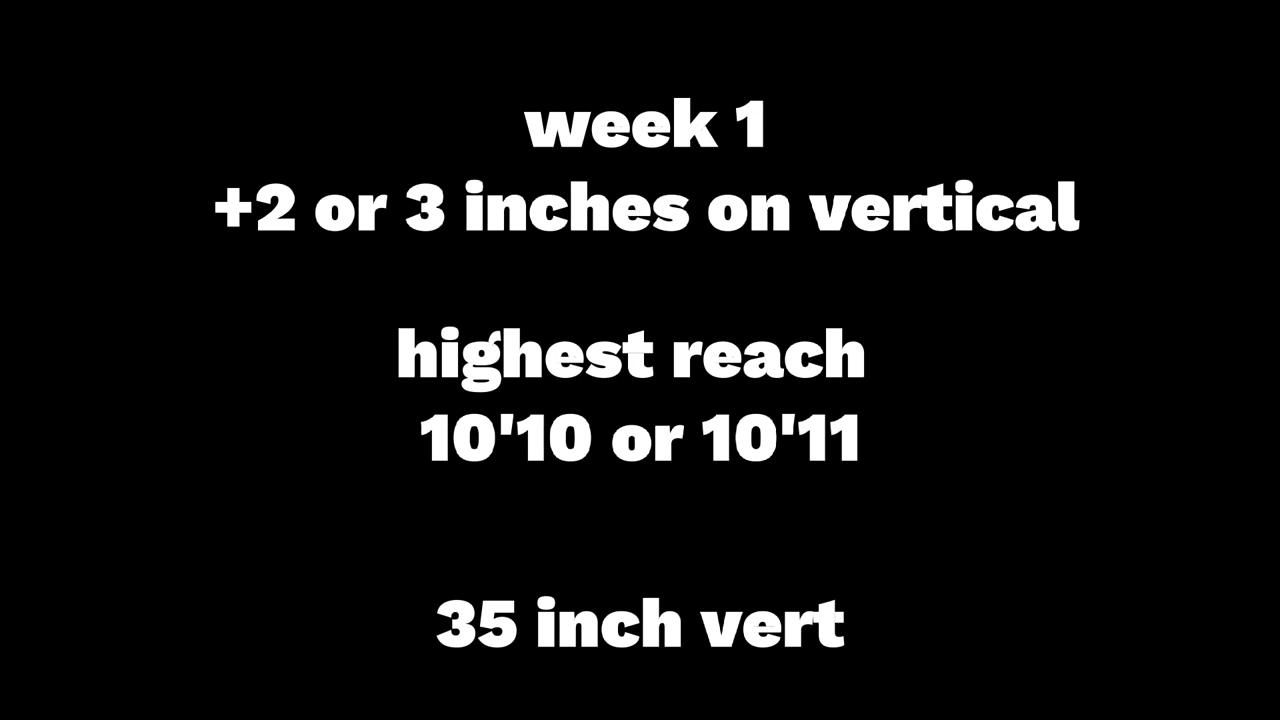 week 1
+2 or 3 inches on vertical
highest reach
10'10 or 10'11
35 inch vert